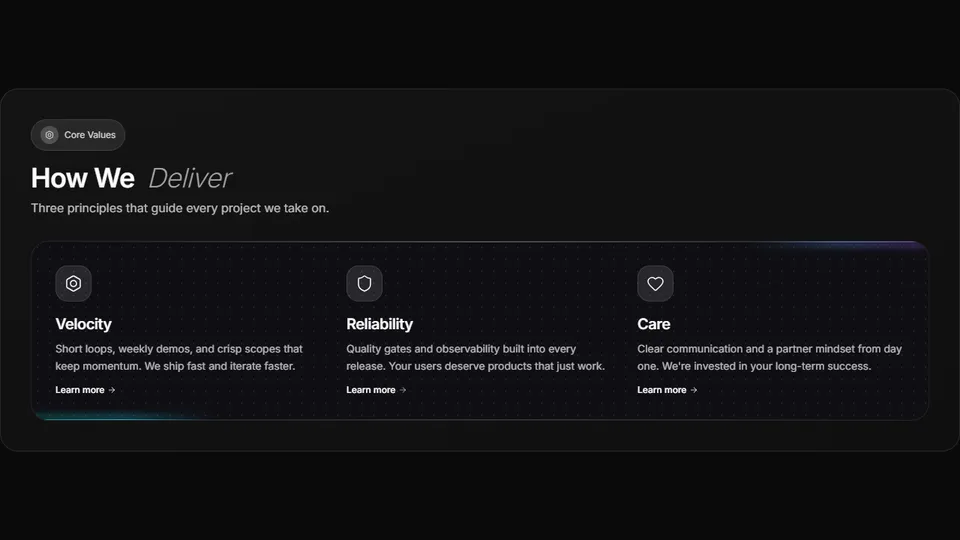 Core Values
How We Deliver
Three principles that guide every project we take on.
Velocity
Short loops, weekly demos, and crisp scopes that
keep momentum. We ship fast and iterate faster.
Learn more →
Reliability
Quality gates and observability built into every
release. Your users deserve products that just work.
Learn more →
Care
Clear communication and a partner mindset from day
one. We're invested in your long-term success.
Learn more →